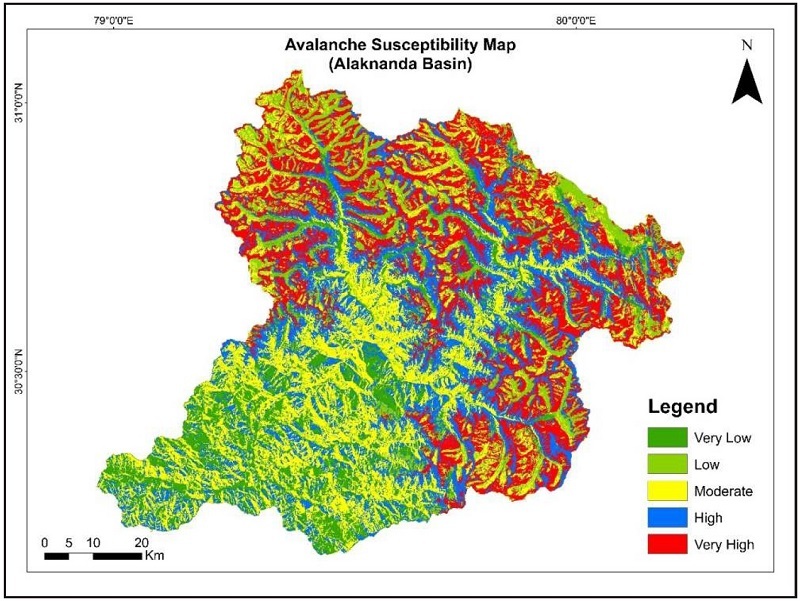 79°0'0"E
80°0'0"E
Avalanche Susceptibility Map
(Alaknanda Basin)
N
31°0'0"N
30°30'0"N
Legend
Very Low
Low
Moderate
High
Very High
0 5 10 20
Km